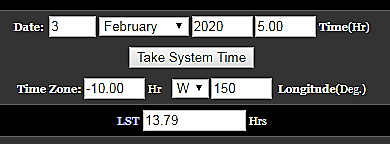 Date: 3 February 2020 5.00 Time(Hr)
Take System Time
Time Zone: -10.00 Hr W 150 Longitude(Deg.)
LST 13.79 Hrs